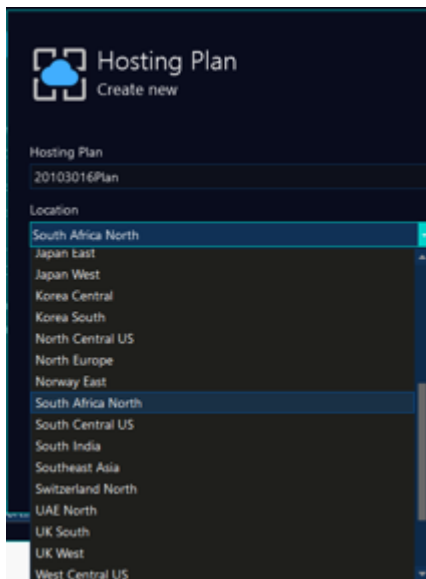 Hosting Plan
Create new
Hosting Plan
20103016Plan
Location
South Africa North
Japan East
Japan West
Korea Central
Korea South
North Central US
North Europe
Norway East
South Africa North
South Central US
South India
Southeast Asia
Switzerland North
UAE North
UK South
UK West
West Central US